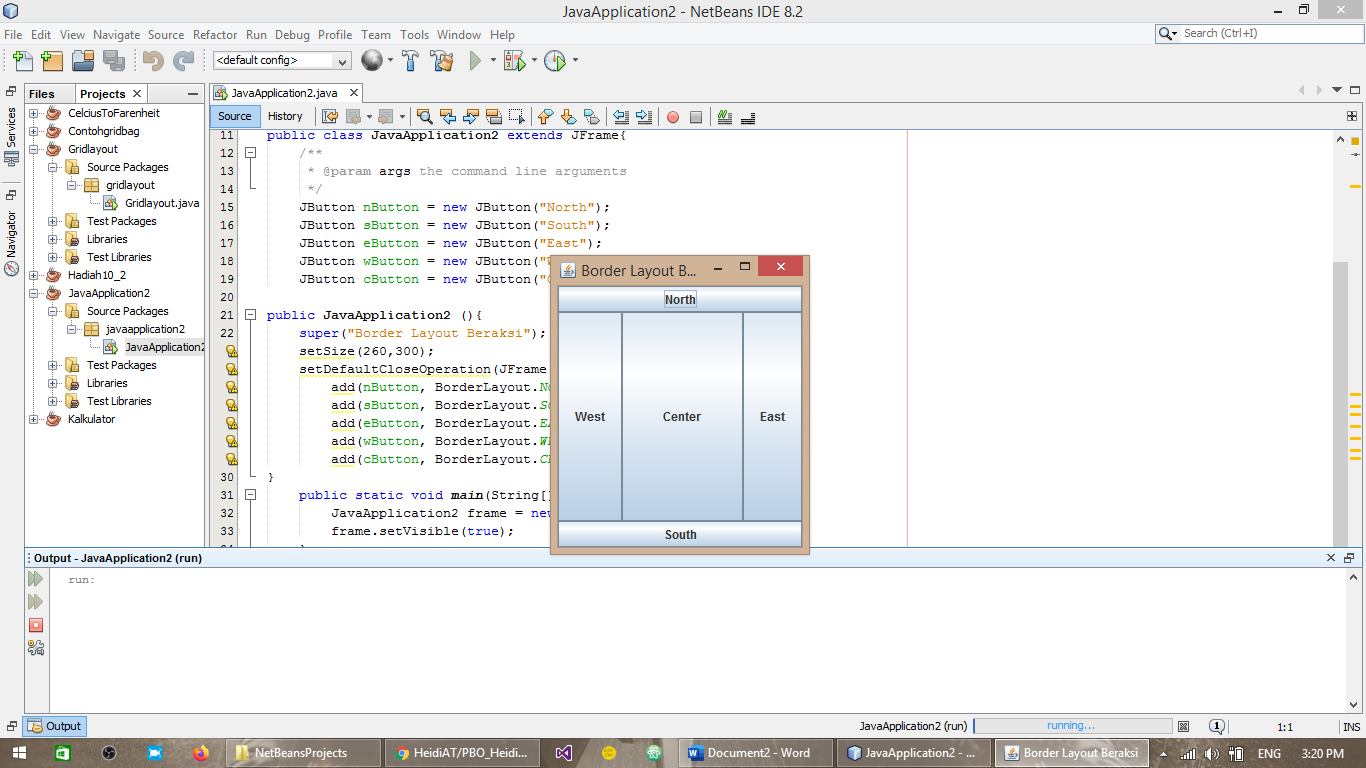 JavaApplication2 - NetBeans IDE 8.2
File Edit View Navigate Source Refactor Run Debug Profile Team Tools Window Help
Search (Ctrl+I)
<default config>
Services
Navigator
Files Projects
CelciusToFarenheit
Contohgridbag
Gridlayout
Source Packages
gridlayout
Gridlayout.java
Test Packages
Libraries
Test Libraries
Hadiah10_2
JavaApplication2
Source Packages
javaapplication2
JavaApplication2
Test Packages
Libraries
Test Libraries
Kalkulator
JavaApplication2.java
Source History
11 public class JavaApplication2 extends JFrame{
12 /**
13 * @param args the command line arguments
14 */
15 JButton nButton = new JButton("North");
16 JButton sButton = new JButton("South");
17 JButton eButton = new JButton("East");
18 JButton wButton = new JButton("
19 JButton cButton = new JButton("
20
21 public JavaApplication2 (){
22 super("Border Layout Beraksi");
setSize(260,300);
setDefaultCloseOperation(JFrame
add(nButton, BorderLayout.
add(sButton, BorderLayout.
add(eButton, BorderLayout.
add(wButton, BorderLayout.
add(cButton, BorderLayout.
30 }
31 public static void main(String[]
32 JavaApplication2 frame = new
33 frame.setVisible(true);
Border Layout B...
North
West Center East
South
Output - JavaApplication2 (run)
run:
Output
JavaApplication2 (run) running... 1 1:1 INS
NetBeansProjects
HeidiAT/PBO_Heidi...
Document2 - Word
JavaApplication2 - ...
Border Layout Beraksi
ENG 3:20 PM